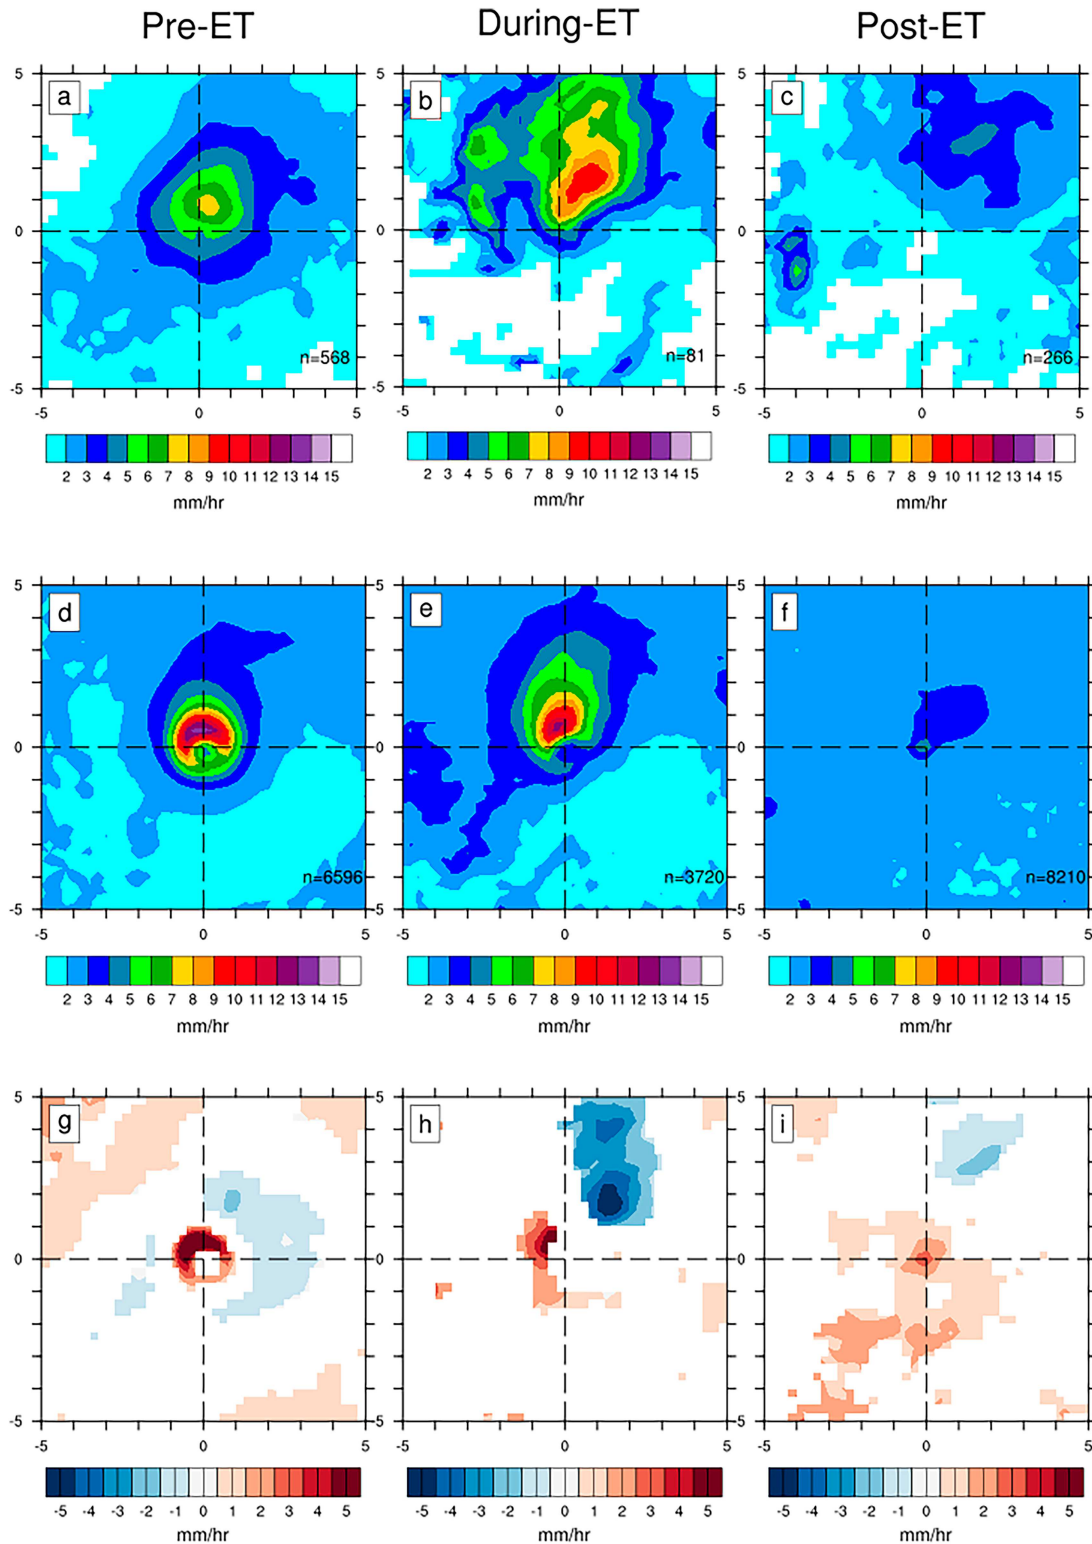 Pre-ET During-ET Post-ET
5 5 5
a b c
0 0 0
n=568 n=81 n=266
-5 -5 -5
-5 0 5 -5 0 5 -5 0 5
2 3 4 5 6 7 8 9 10 11 12 13 14 15 2 3 4 5 6 7 8 9 10 11 12 13 14 15 2 3 4 5 6 7 8 9 10 11 12 13 14 15
mm/hr mm/hr mm/hr
5 5 5
d e f
0 0 0
n=6596 n=3720 n=8210
-5 -5 -5
-5 0 5 -5 0 5 -5 0 5
2 3 4 5 6 7 8 9 10 11 12 13 14 15 2 3 4 5 6 7 8 9 10 11 12 13 14 15 2 3 4 5 6 7 8 9 10 11 12 13 14 15
mm/hr mm/hr mm/hr
5 5 5
g h i
0 0 0
-5 -5 -5
-5 0 5 -5 0 5 -5 0 5
-5 -4 -3 -2 -1 0 1 2 3 4 5 -5 -4 -3 -2 -1 0 1 2 3 4 5 -5 -4 -3 -2 -1 0 1 2 3 4 5
mm/hr mm/hr mm/hr